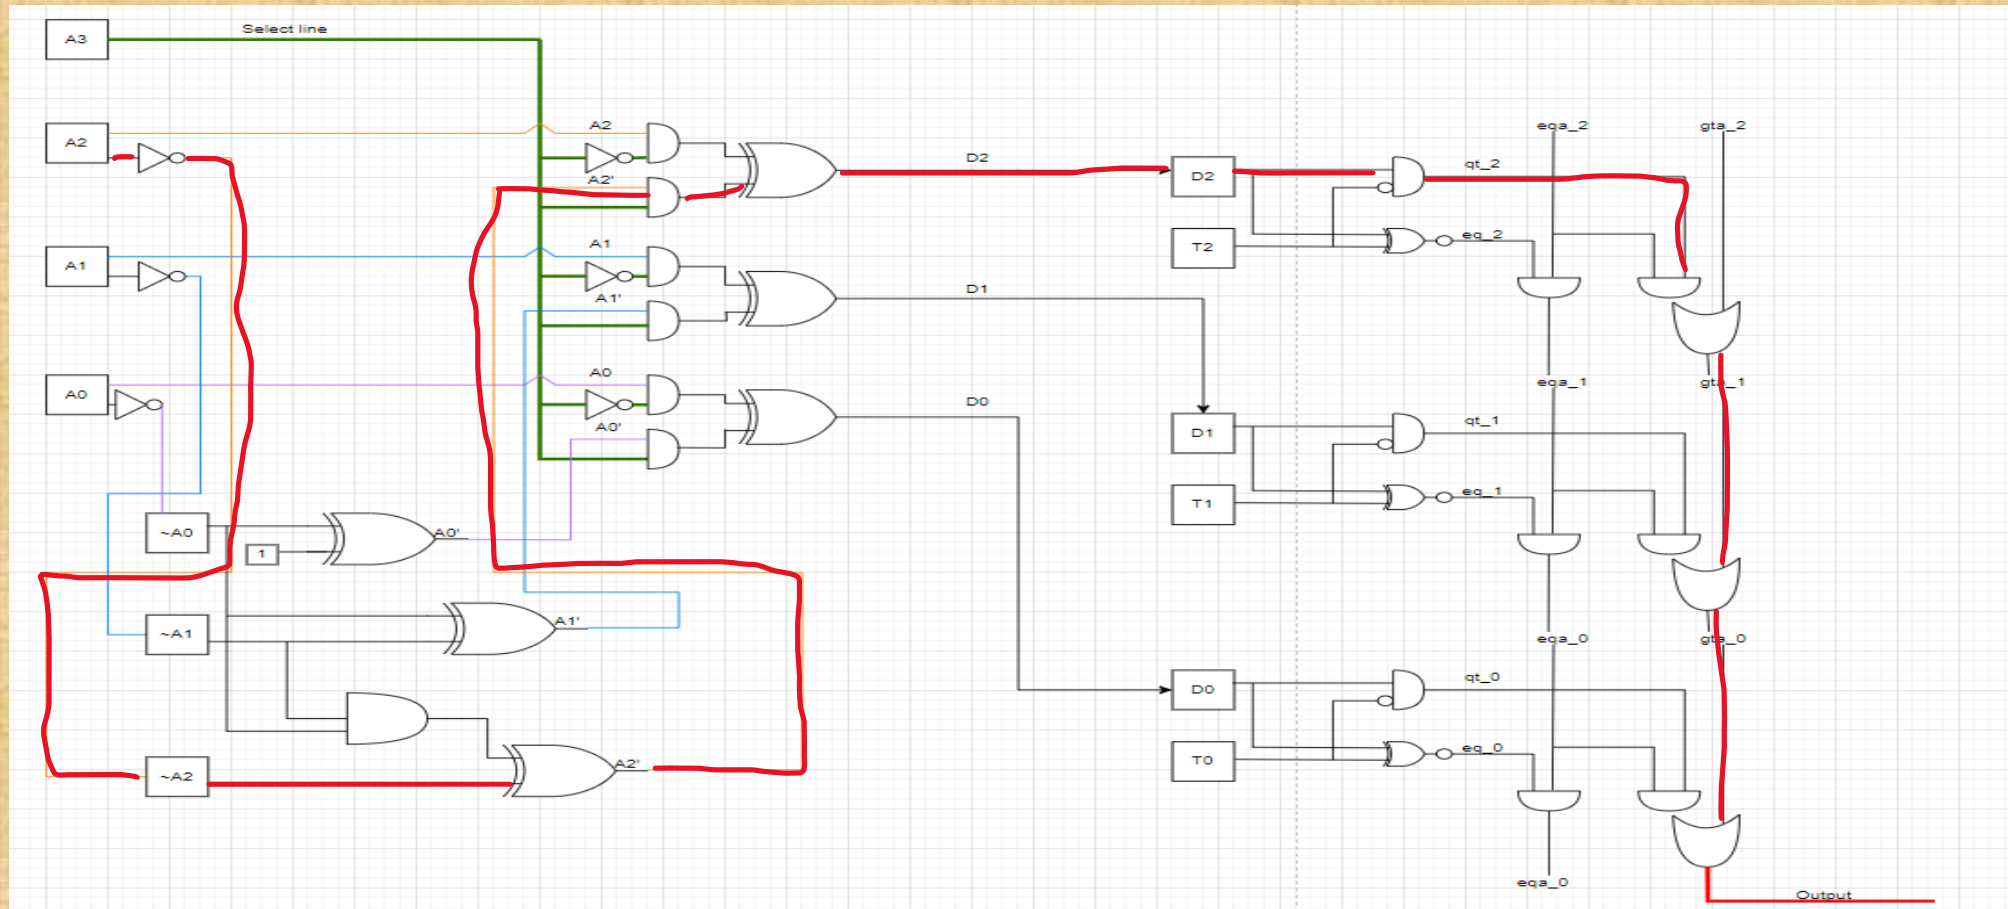 A3
Select line
A2
A2
A2'
A1
A1
A1'
A0
A0
A0'
~A0
1
A0'
~A1
A1'
~A2
A2'
D2
D1
D0
D2
T2
qt_2
eq_2
eqa_2
gta_2
D1
T1
qt_1
eq_1
eqa_1
gta_1
D0
T0
qt_0
eq_0
eqa_0
gta_0
eqa_0
Output